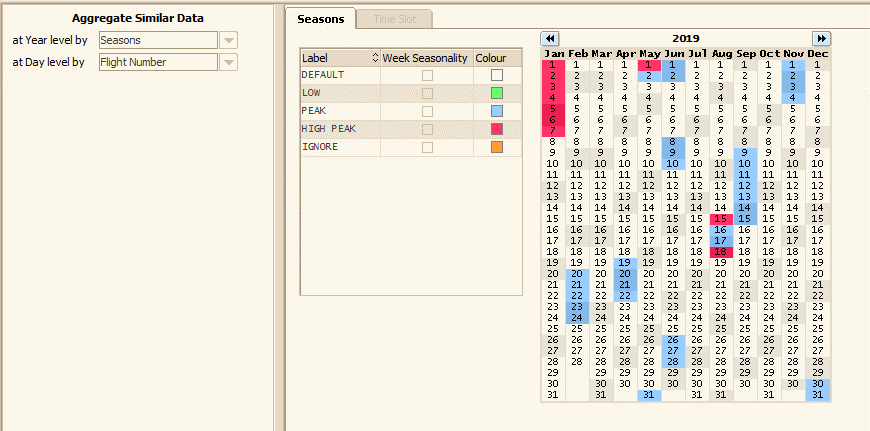 Aggregate Similar Data
at Year level by Seasons
at Day level by Flight Number
Seasons Time Slot
Label Week Seasonality Colour
DEFAULT
LOW
PEAK
HIGH PEAK
IGNORE
2019
Jan Feb Mar Apr May Jun Jul Aug Sep Oct Nov Dec
1 1 1 1 1 1 1 1 1 1 1 1
2 2 2 2 2 2 2 2 2 2 2 2
3 3 3 3 3 3 3 3 3 3 3 3
4 4 4 4 4 4 4 4 4 4 4 4
5 5 5 5 5 5 5 5 5 5 5 5
6 6 6 6 6 6 6 6 6 6 6 6
7 7 7 7 7 7 7 7 7 7 7 7
8 8 8 8 8 8 8 8 8 8 8 8
9 9 9 9 9 9 9 9 9 9 9 9
10 10 10 10 10 10 10 10 10 10 10 10
11 11 11 11 11 11 11 11 11 11 11 11
12 12 12 12 12 12 12 12 12 12 12 12
13 13 13 13 13 13 13 13 13 13 13 13
14 14 14 14 14 14 14 14 14 14 14 14
15 15 15 15 15 15 15 15 15 15 15 15
16 16 16 16 16 16 16 16 16 16 16 16
17 17 17 17 17 17 17 17 17 17 17 17
18 18 18 18 18 18 18 18 18 18 18 18
19 19 19 19 19 19 19 19 19 19 19 19
20 20 20 20 20 20 20 20 20 20 20 20
21 21 21 21 21 21 21 21 21 21 21 21
22 22 22 22 22 22 22 22 22 22 22 22
23 23 23 23 23 23 23 23 23 23 23 23
24 24 24 24 24 24 24 24 24 24 24 24
25 25 25 25 25 25 25 25 25 25 25 25
26 26 26 26 26 26 26 26 26 26 26 26
27 27 27 27 27 27 27 27 27 27 27 27
28 28 28 28 28 28 28 28 28 28 28 28
29 29 29 29 29 29 29 29 29 29 29
30 30 30 30 30 30 30 30 30 30 30
31 31 31 31 31 31 31